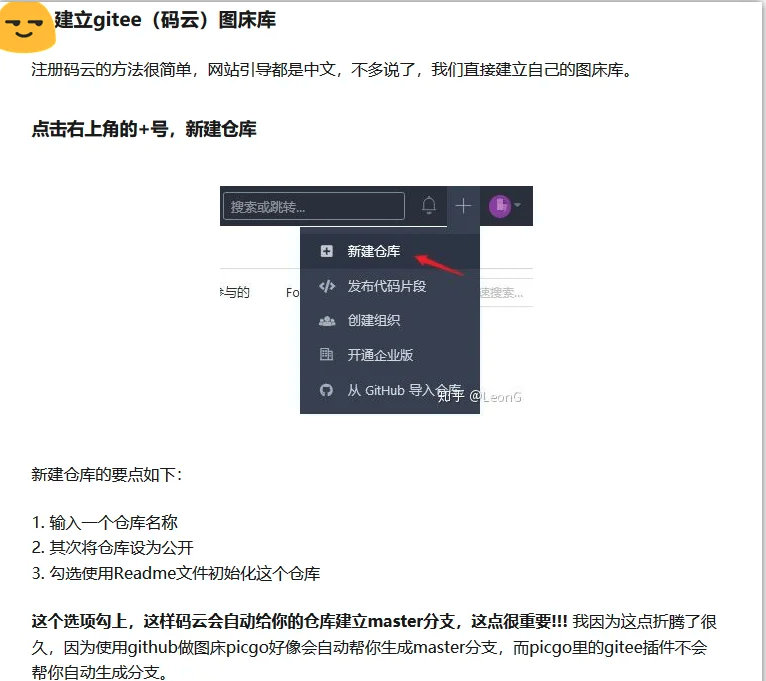 建立gitee（码云）图床库
注册码云的方法很简单，网站引导都是中文，不多说了，我们直接建立自己的图床库。
点击右上角的+号，新建仓库
搜索或跳转...
新建仓库
参与的
Fo
速搜索...
发布代码片段
创建组织
开通企业版
从 GitHub 导入仓库
知乎 @LeonG
新建仓库的要点如下：
1. 输入一个仓库名称
2. 其次将仓库设为公开
3. 勾选使用Readme文件初始化这个仓库
这个选项勾上，这样码云会自动给你的仓库建立master分支，这点很重要!!! 我因为这点折腾了很
久，因为使用github做图床picgo好像会自动帮你生成master分支，而picgo里的gitee插件不会
帮你自动生成分支。